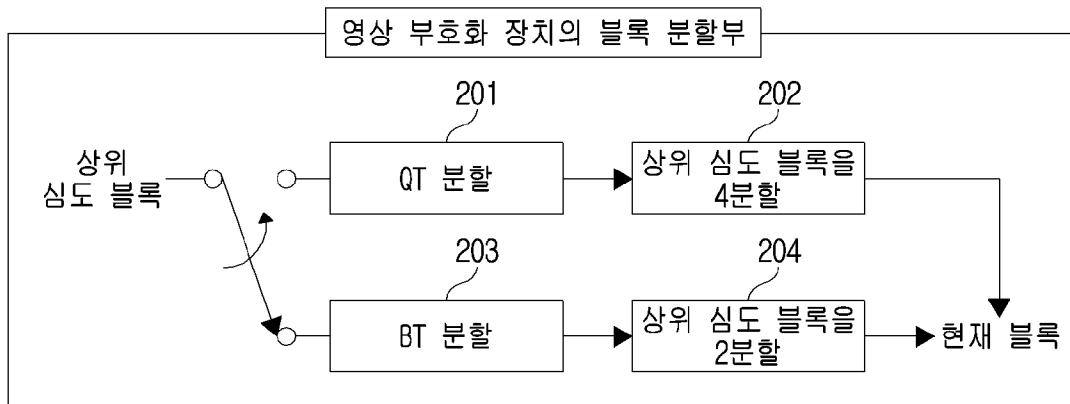 영상 부호화 장치의 블록 분할부
201
202
상위
심도 블록
QT 분할
상위 심도 블록을
4분할
203
204
BT 분할
상위 심도 블록을
2분할
현재 블록